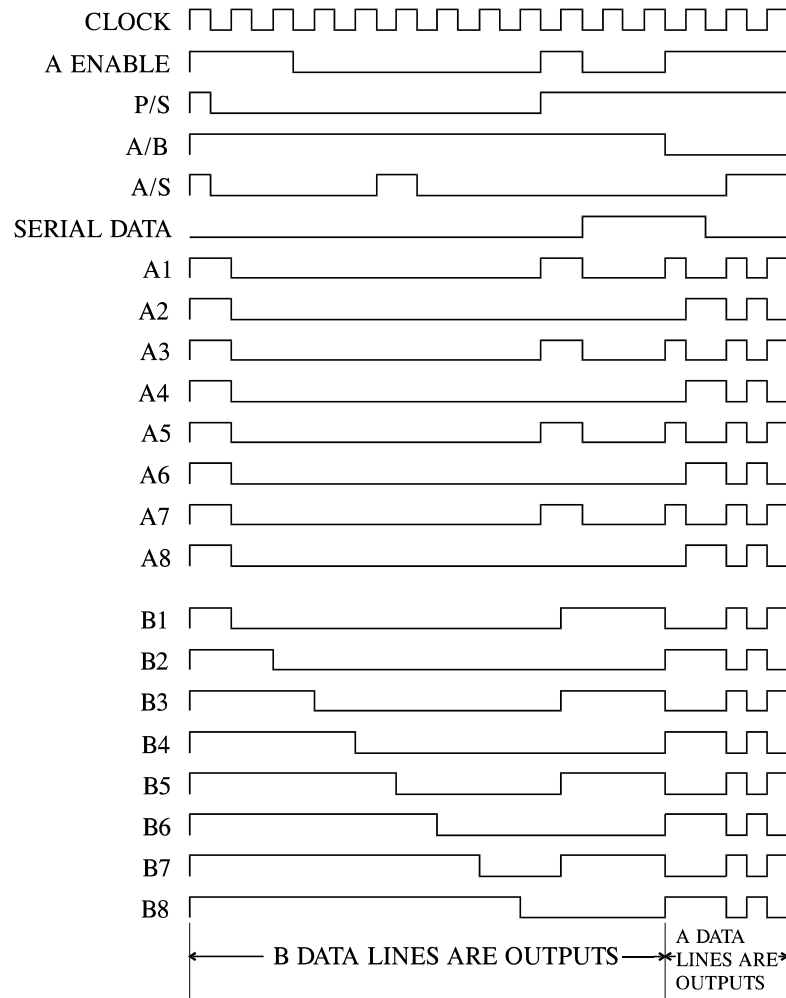 CLOCK
A ENABLE
P/S
A/B
A/S
SERIAL DATA
A1
A2
A3
A4
A5
A6
A7
A8
B1
B2
B3
B4
B5
B6
B7
B8
B DATA LINES ARE OUTPUTS
A DATA
LINES ARE
OUTPUTS